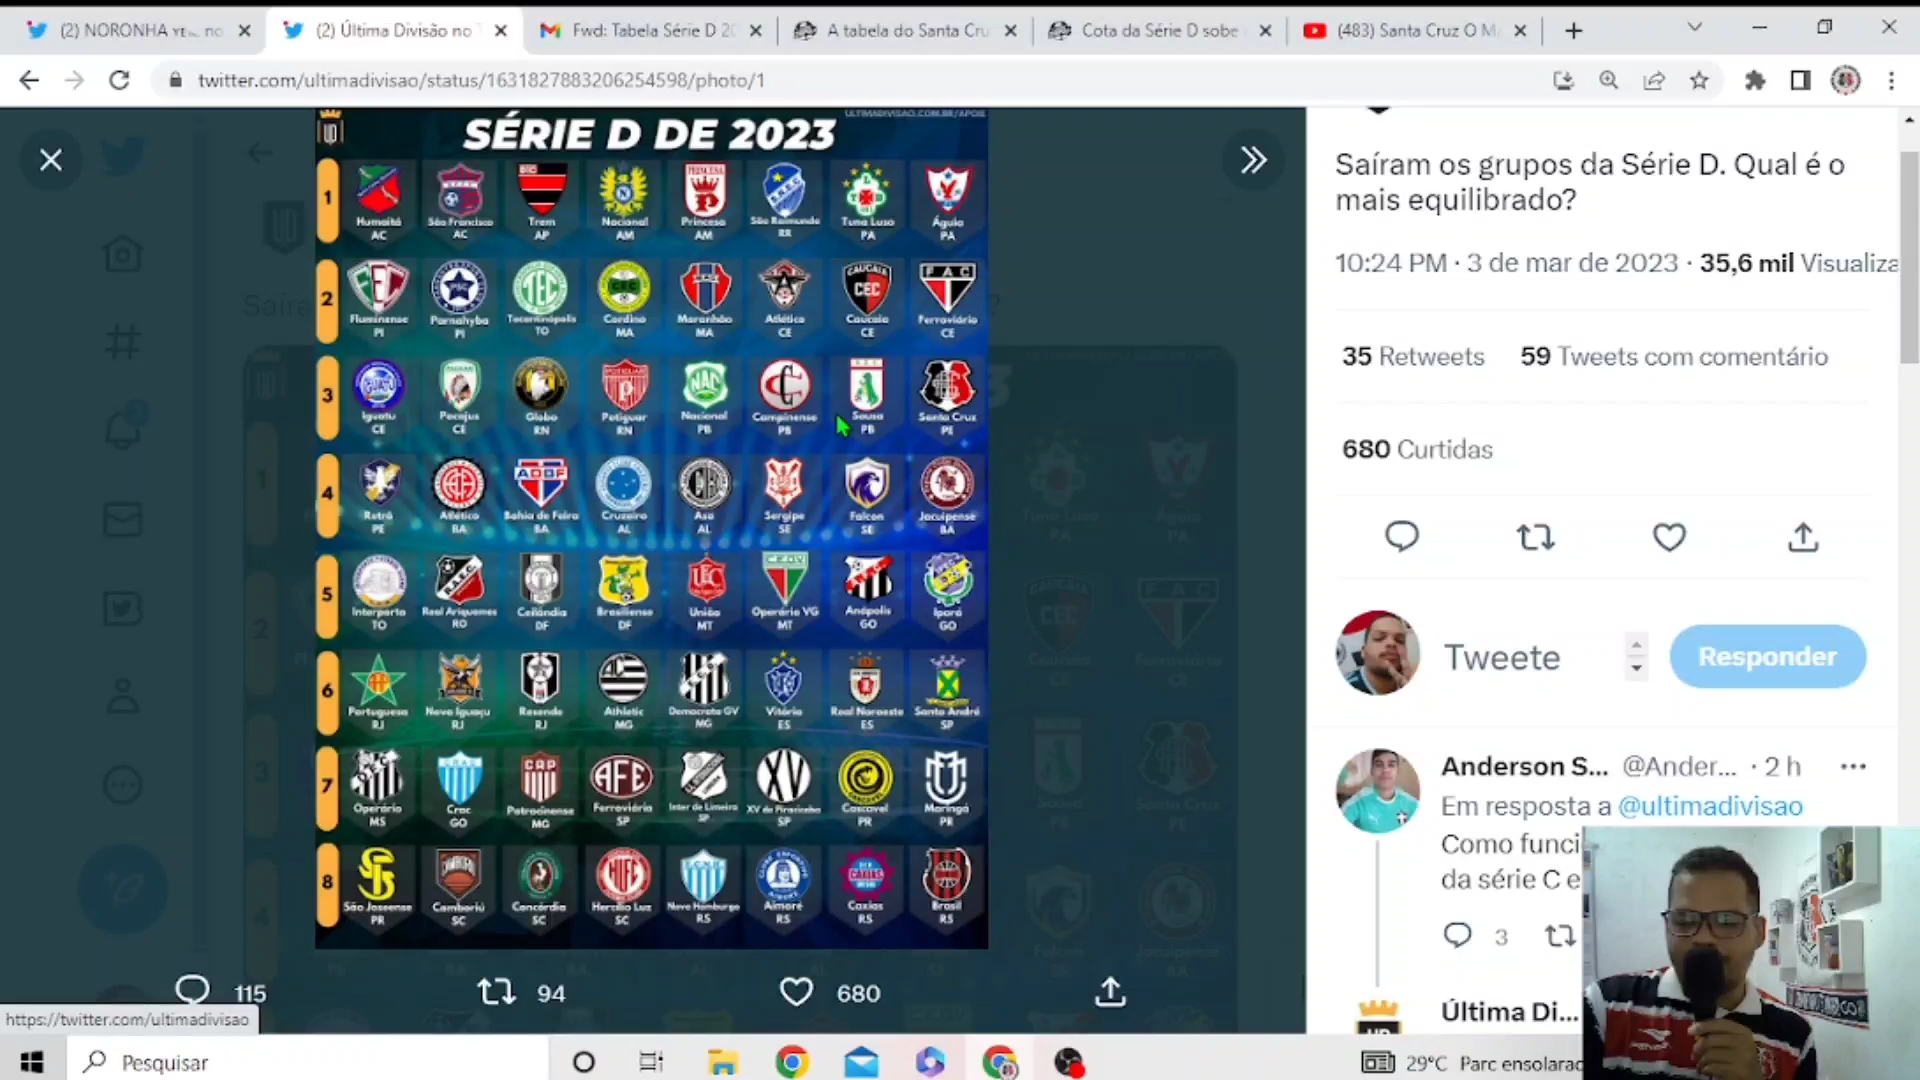 (2) NORONHA
(2) Última Divisão no T
Fwd: Tabela Série D 20
A tabela do Santa Cru
Cota da Série D sobe
(483) Santa Cruz O Ma
twitter.com/ultimadivisao/status/1631827883206254598/photo/1
ULTIMADIVISAO.COM.BR/APOIE
SÉRIE D DE 2023
1
Humaitá AC
São Francisco AC
Trem AP
Nacional AM
Princesa AM
São Raimundo RR
Tuna Luso PA
Águia PA
2
Fluminense PI
Parnahyba PI
Tocantinópolis TO
Cordino MA
Maranhão MA
Atlético CE
Caucaia CE
Ferroviário CE
3
Iguatu CE
Pacajus CE
Globo RN
Potiguar RN
Nacional PB
Campinense PB
Sousa PB
Santa Cruz PE
4
Retrô PE
Atlético BA
Bahia de Feira BA
Cruzeiro AL
Asa AL
Sergipe SE
Falcon SE
Jacuipense BA
5
Interporto TO
Real Ariquemes RO
Ceilândia DF
Brasiliense DF
União MT
Operário VG MT
Anápolis GO
Iporá GO
6
Portuguesa RJ
Nova Iguaçu RJ
Resende RJ
Athletic MG
Democrata GV MG
Vitória ES
Real Noroeste ES
Santo André SP
7
Operário MS
Crac GO
Patrocinense MG
Ferroviária SP
Inter de Limeira SP
XV de Piracicaba SP
Cascavel PR
Maringá PR
8
São Joseense PR
Camboriú SC
Concórdia SC
Hercílio Luz SC
Novo Hamburgo RS
Aimoré RS
Caxias RS
Brasil RS
115
94
680
https://twitter.com/ultimadivisao
Saíram os grupos da Série D. Qual é o
mais equilibrado?
10:24 PM · 3 de mar de 2023 · 35,6 mil Visualiza
35 Retweets 59 Tweets com comentário
680 Curtidas
Tweete
Responder
Anderson S... @Ander... · 2 h
Em resposta a @ultimadivisao
Como funci
da série C e
3
Última Di...
Pesquisar
29°C Parc ensolarad